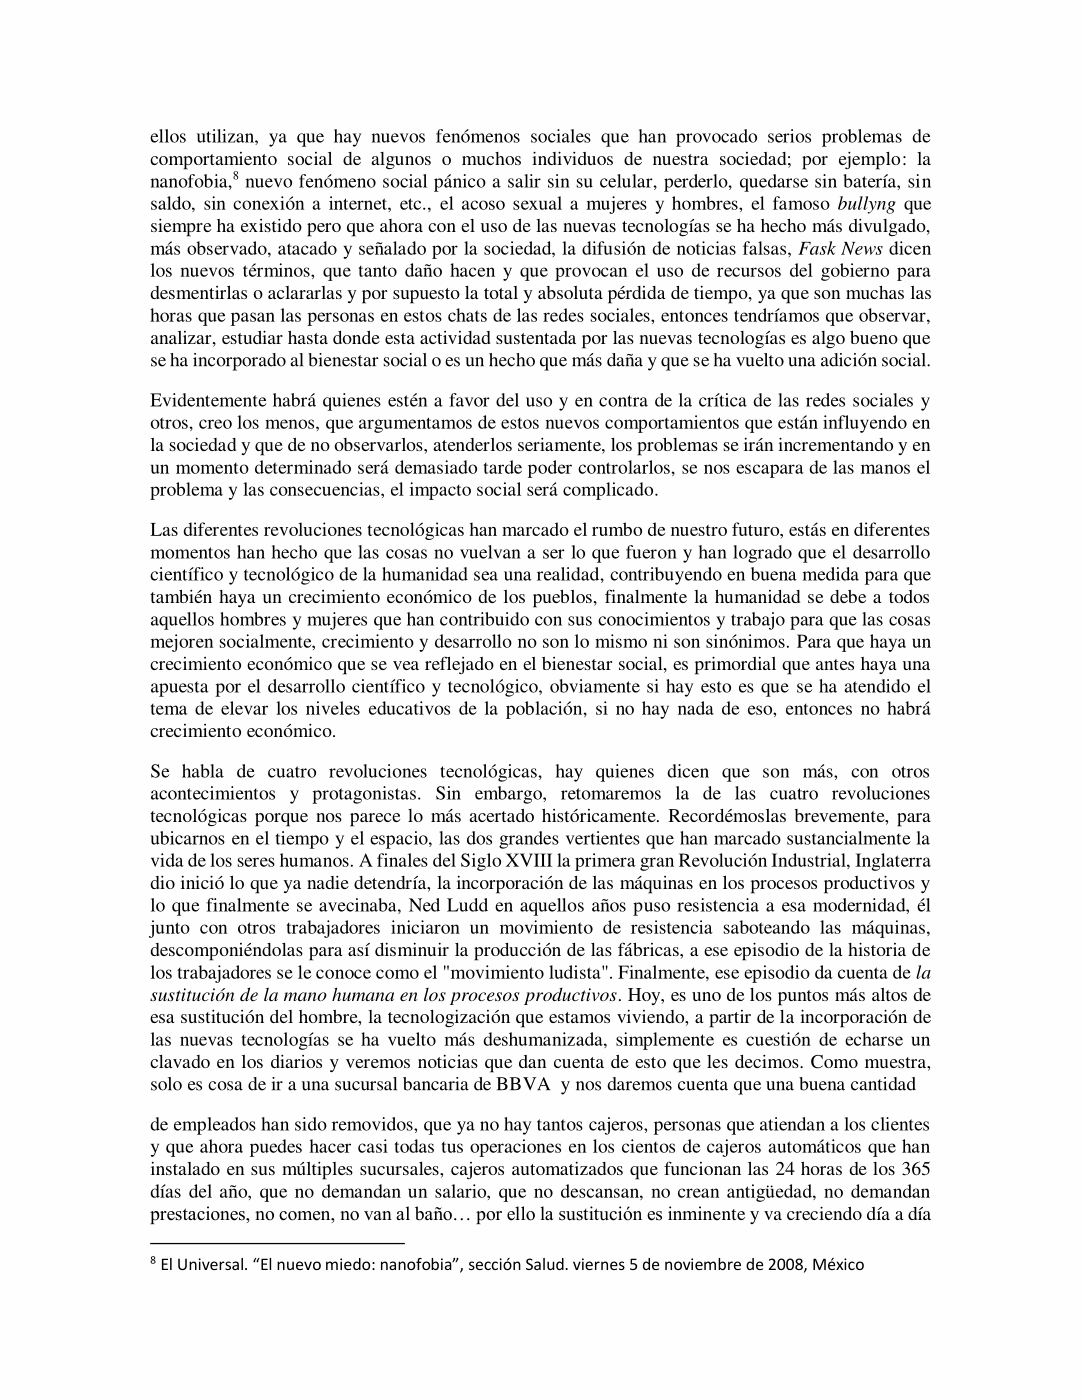 ellos utilizan, ya que hay nuevos fenómenos sociales que han provocado serios problemas de
comportamiento social de algunos o muchos individuos de nuestra sociedad; por ejemplo: la
nanofobia,⁸ nuevo fenómeno social pánico a salir sin su celular, perderlo, quedarse sin batería, sin
saldo, sin conexión a internet, etc., el acoso sexual a mujeres y hombres, el famoso bullyng que
siempre ha existido pero que ahora con el uso de las nuevas tecnologías se ha hecho más divulgado,
más observado, atacado y señalado por la sociedad, la difusión de noticias falsas, Fask News dicen
los nuevos términos, que tanto daño hacen y que provocan el uso de recursos del gobierno para
desmentirlas o aclararlas y por supuesto la total y absoluta pérdida de tiempo, ya que son muchas las
horas que pasan las personas en estos chats de las redes sociales, entonces tendríamos que observar,
analizar, estudiar hasta donde esta actividad sustentada por las nuevas tecnologías es algo bueno que
se ha incorporado al bienestar social o es un hecho que más daña y que se ha vuelto una adición social.
Evidentemente habrá quienes estén a favor del uso y en contra de la crítica de las redes sociales y
otros, creo los menos, que argumentamos de estos nuevos comportamientos que están influyendo en
la sociedad y que de no observarlos, atenderlos seriamente, los problemas se irán incrementando y en
un momento determinado será demasiado tarde poder controlarlos, se nos escapara de las manos el
problema y las consecuencias, el impacto social será complicado.
Las diferentes revoluciones tecnológicas han marcado el rumbo de nuestro futuro, estás en diferentes
momentos han hecho que las cosas no vuelvan a ser lo que fueron y han logrado que el desarrollo
científico y tecnológico de la humanidad sea una realidad, contribuyendo en buena medida para que
también haya un crecimiento económico de los pueblos, finalmente la humanidad se debe a todos
aquellos hombres y mujeres que han contribuido con sus conocimientos y trabajo para que las cosas
mejoren socialmente, crecimiento y desarrollo no son lo mismo ni son sinónimos. Para que haya un
crecimiento económico que se vea reflejado en el bienestar social, es primordial que antes haya una
apuesta por el desarrollo científico y tecnológico, obviamente si hay esto es que se ha atendido el
tema de elevar los niveles educativos de la población, si no hay nada de eso, entonces no habrá
crecimiento económico.
Se habla de cuatro revoluciones tecnológicas, hay quienes dicen que son más, con otros
acontecimientos y protagonistas. Sin embargo, retomaremos la de las cuatro revoluciones
tecnológicas porque nos parece lo más acertado históricamente. Recordémoslas brevemente, para
ubicarnos en el tiempo y el espacio, las dos grandes vertientes que han marcado sustancialmente la
vida de los seres humanos. A finales del Siglo XVIII la primera gran Revolución Industrial, Inglaterra
dio inició lo que ya nadie detendría, la incorporación de las máquinas en los procesos productivos y
lo que finalmente se avecinaba, Ned Ludd en aquellos años puso resistencia a esa modernidad, él
junto con otros trabajadores iniciaron un movimiento de resistencia saboteando las máquinas,
descomponiéndolas para así disminuir la producción de las fábricas, a ese episodio de la historia de
los trabajadores se le conoce como el "movimiento ludista". Finalmente, ese episodio da cuenta de la
sustitución de la mano humana en los procesos productivos. Hoy, es uno de los puntos más altos de
esa sustitución del hombre, la tecnologización que estamos viviendo, a partir de la incorporación de
las nuevas tecnologías se ha vuelto más deshumanizada, simplemente es cuestión de echarse un
clavado en los diarios y veremos noticias que dan cuenta de esto que les decimos. Como muestra,
solo es cosa de ir a una sucursal bancaria de BBVA  y nos daremos cuenta que una buena cantidad
de empleados han sido removidos, que ya no hay tantos cajeros, personas que atiendan a los clientes
y que ahora puedes hacer casi todas tus operaciones en los cientos de cajeros automáticos que han
instalado en sus múltiples sucursales, cajeros automatizados que funcionan las 24 horas de los 365
días del año, que no demandan un salario, que no descansan, no crean antigüedad, no demandan
prestaciones, no comen, no van al baño… por ello la sustitución es inminente y va creciendo día a día
⁸ El Universal. “El nuevo miedo: nanofobia”, sección Salud. viernes 5 de noviembre de 2008, México